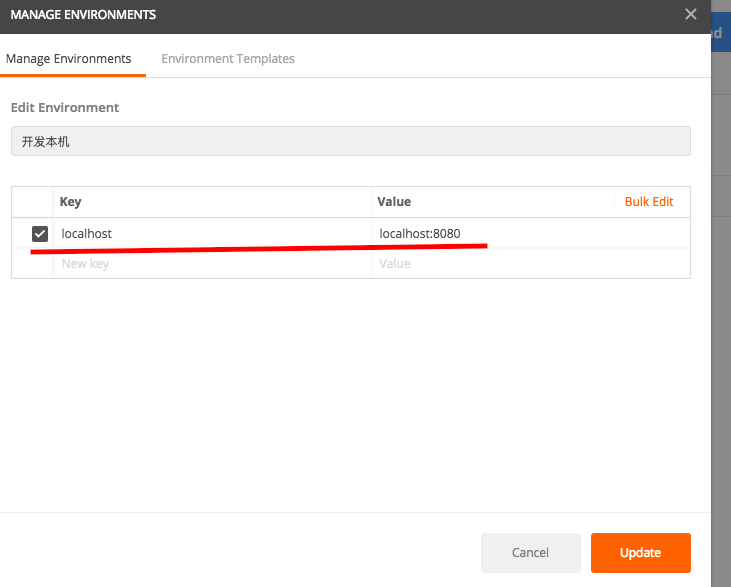 MANAGE ENVIRONMENTS
Manage Environments Environment Templates
Edit Environment
开发本机
Key Value Bulk Edit
localhost localhost:8080
New key Value
Cancel Update